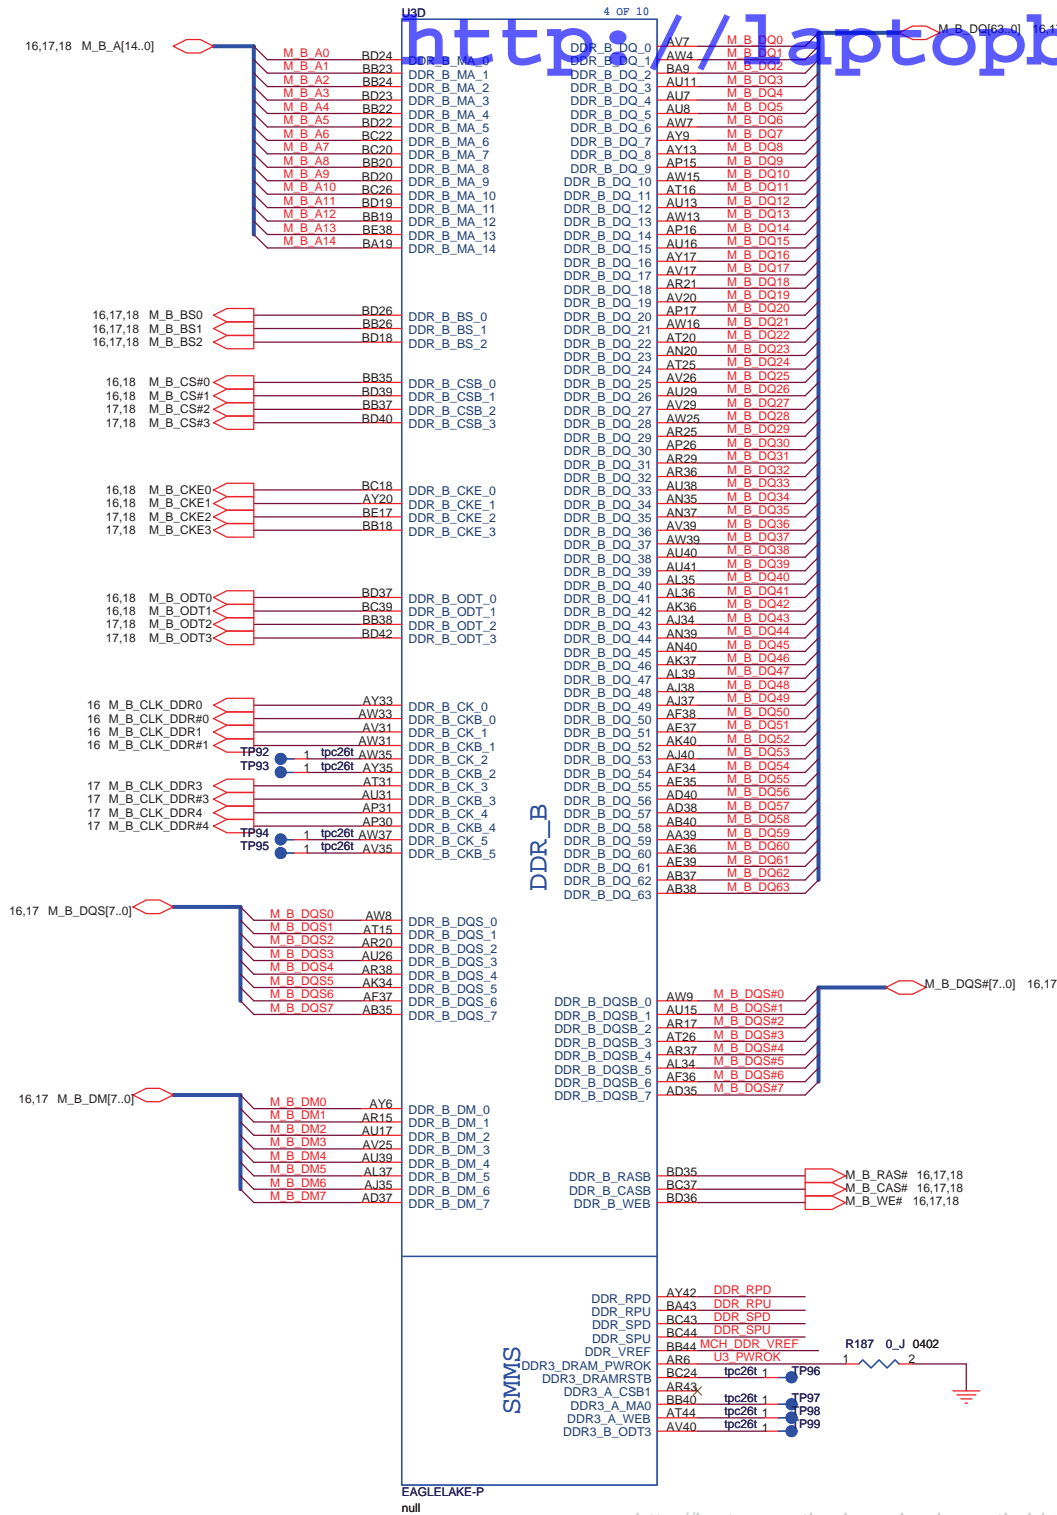 U3D
4 OF 10
http://laptopb
16,17,18 M_B_A[14..0]
M_B_DQ[63..0] 16,17
M_B_A0 BD24 DDR_B_MA_0
M_B_A1 BB23 DDR_B_MA_1
M_B_A2 BB24 DDR_B_MA_2
M_B_A3 BD23 DDR_B_MA_3
M_B_A4 BB22 DDR_B_MA_4
M_B_A5 BD22 DDR_B_MA_5
M_B_A6 BC22 DDR_B_MA_6
M_B_A7 BC20 DDR_B_MA_7
M_B_A8 BB20 DDR_B_MA_8
M_B_A9 BD20 DDR_B_MA_9
M_B_A10 BC26 DDR_B_MA_10
M_B_A11 BD19 DDR_B_MA_11
M_B_A12 BB19 DDR_B_MA_12
M_B_A13 BE38 DDR_B_MA_13
M_B_A14 BA19 DDR_B_MA_14
16,17,18 M_B_BS0 BD26 DDR_B_BS_0
16,17,18 M_B_BS1 BB26 DDR_B_BS_1
16,17,18 M_B_BS2 BD18 DDR_B_BS_2
16,18 M_B_CS#0 BB35 DDR_B_CSB_0
16,18 M_B_CS#1 BD39 DDR_B_CSB_1
17,18 M_B_CS#2 BB37 DDR_B_CSB_2
17,18 M_B_CS#3 BD40 DDR_B_CSB_3
16,18 M_B_CKE0 BC18 DDR_B_CKE_0
16,18 M_B_CKE1 AY20 DDR_B_CKE_1
17,18 M_B_CKE2 BE17 DDR_B_CKE_2
17,18 M_B_CKE3 BB18 DDR_B_CKE_3
16,18 M_B_ODT0 BD37 DDR_B_ODT_0
16,18 M_B_ODT1 BC39 DDR_B_ODT_1
17,18 M_B_ODT2 BB38 DDR_B_ODT_2
17,18 M_B_ODT3 BD42 DDR_B_ODT_3
16 M_B_CLK_DDR0 AY33 DDR_B_CK_0
16 M_B_CLK_DDR#0 AW33 DDR_B_CKB_0
16 M_B_CLK_DDR1 AV31 DDR_B_CK_1
16 M_B_CLK_DDR#1 AW31 DDR_B_CKB_1
TP92 1 tpc26t AW35 DDR_B_CK_2
TP93 1 tpc26t AY35 DDR_B_CKB_2
17 M_B_CLK_DDR3 AT31 DDR_B_CK_3
17 M_B_CLK_DDR#3 AU31 DDR_B_CKB_3
17 M_B_CLK_DDR4 AP31 DDR_B_CK_4
17 M_B_CLK_DDR#4 AP30 DDR_B_CKB_4
TP94 1 tpc26t AW37 DDR_B_CK_5
TP95 1 tpc26t AV35 DDR_B_CKB_5
16,17 M_B_DQS[7..0]
M_B_DQS0 AW8 DDR_B_DQS_0
M_B_DQS1 AT15 DDR_B_DQS_1
M_B_DQS2 AR20 DDR_B_DQS_2
M_B_DQS3 AU26 DDR_B_DQS_3
M_B_DQS4 AR38 DDR_B_DQS_4
M_B_DQS5 AK34 DDR_B_DQS_5
M_B_DQS6 AF37 DDR_B_DQS_6
M_B_DQS7 AB35 DDR_B_DQS_7
16,17 M_B_DM[7..0]
M_B_DM0 AY6 DDR_B_DM_0
M_B_DM1 AR15 DDR_B_DM_1
M_B_DM2 AU17 DDR_B_DM_2
M_B_DM3 AV25 DDR_B_DM_3
M_B_DM4 AU39 DDR_B_DM_4
M_B_DM5 AL37 DDR_B_DM_5
M_B_DM6 AJ35 DDR_B_DM_6
M_B_DM7 AD37 DDR_B_DM_7
DDR_B
DDR_B_DQ_0 AV7 M_B_DQ0
DDR_B_DQ_1 AW4 M_B_DQ1
DDR_B_DQ_2 BA9 M_B_DQ2
DDR_B_DQ_3 AU11 M_B_DQ3
DDR_B_DQ_4 AU7 M_B_DQ4
DDR_B_DQ_5 AU8 M_B_DQ5
DDR_B_DQ_6 AW7 M_B_DQ6
DDR_B_DQ_7 AY9 M_B_DQ7
DDR_B_DQ_8 AY13 M_B_DQ8
DDR_B_DQ_9 AP15 M_B_DQ9
DDR_B_DQ_10 AW15 M_B_DQ10
DDR_B_DQ_11 AT16 M_B_DQ11
DDR_B_DQ_12 AU13 M_B_DQ12
DDR_B_DQ_13 AW13 M_B_DQ13
DDR_B_DQ_14 AP16 M_B_DQ14
DDR_B_DQ_15 AU16 M_B_DQ15
DDR_B_DQ_16 AY17 M_B_DQ16
DDR_B_DQ_17 AV17 M_B_DQ17
DDR_B_DQ_18 AR21 M_B_DQ18
DDR_B_DQ_19 AV20 M_B_DQ19
DDR_B_DQ_20 AP17 M_B_DQ20
DDR_B_DQ_21 AW16 M_B_DQ21
DDR_B_DQ_22 AT20 M_B_DQ22
DDR_B_DQ_23 AN20 M_B_DQ23
DDR_B_DQ_24 AT25 M_B_DQ24
DDR_B_DQ_25 AV26 M_B_DQ25
DDR_B_DQ_26 AU29 M_B_DQ26
DDR_B_DQ_27 AV29 M_B_DQ27
DDR_B_DQ_28 AW25 M_B_DQ28
DDR_B_DQ_29 AR25 M_B_DQ29
DDR_B_DQ_30 AP26 M_B_DQ30
DDR_B_DQ_31 AR29 M_B_DQ31
DDR_B_DQ_32 AR36 M_B_DQ32
DDR_B_DQ_33 AU38 M_B_DQ33
DDR_B_DQ_34 AN35 M_B_DQ34
DDR_B_DQ_35 AN37 M_B_DQ35
DDR_B_DQ_36 AV39 M_B_DQ36
DDR_B_DQ_37 AW39 M_B_DQ37
DDR_B_DQ_38 AU40 M_B_DQ38
DDR_B_DQ_39 AU41 M_B_DQ39
DDR_B_DQ_40 AL35 M_B_DQ40
DDR_B_DQ_41 AL36 M_B_DQ41
DDR_B_DQ_42 AK36 M_B_DQ42
DDR_B_DQ_43 AJ34 M_B_DQ43
DDR_B_DQ_44 AN39 M_B_DQ44
DDR_B_DQ_45 AN40 M_B_DQ45
DDR_B_DQ_46 AK37 M_B_DQ46
DDR_B_DQ_47 AL39 M_B_DQ47
DDR_B_DQ_48 AJ38 M_B_DQ48
DDR_B_DQ_49 AJ37 M_B_DQ49
DDR_B_DQ_50 AF38 M_B_DQ50
DDR_B_DQ_51 AE37 M_B_DQ51
DDR_B_DQ_52 AK40 M_B_DQ52
DDR_B_DQ_53 AJ40 M_B_DQ53
DDR_B_DQ_54 AF34 M_B_DQ54
DDR_B_DQ_55 AE35 M_B_DQ55
DDR_B_DQ_56 AD40 M_B_DQ56
DDR_B_DQ_57 AD38 M_B_DQ57
DDR_B_DQ_58 AB40 M_B_DQ58
DDR_B_DQ_59 AA39 M_B_DQ59
DDR_B_DQ_60 AE36 M_B_DQ60
DDR_B_DQ_61 AE39 M_B_DQ61
DDR_B_DQ_62 AB37 M_B_DQ62
DDR_B_DQ_63 AB38 M_B_DQ63
M_B_DQS#[7..0] 16,17
DDR_B_DQSB_0 AW9 M_B_DQS#0
DDR_B_DQSB_1 AU15 M_B_DQS#1
DDR_B_DQSB_2 AR17 M_B_DQS#2
DDR_B_DQSB_3 AT26 M_B_DQS#3
DDR_B_DQSB_4 AR37 M_B_DQS#4
DDR_B_DQSB_5 AL34 M_B_DQS#5
DDR_B_DQSB_6 AF36 M_B_DQS#6
DDR_B_DQSB_7 AD35 M_B_DQS#7
DDR_B_RASB BD35 M_B_RAS# 16,17,18
DDR_B_CASB BC37 M_B_CAS# 16,17,18
DDR_B_WEB BD36 M_B_WE# 16,17,18
SMMS
DDR_RPD AY42 DDR_RPD
DDR_RPU BA43 DDR_RPU
DDR_SPD BC43 DDR_SPD
DDR_SPU BC44 DDR_SPU
DDR_VREF BB44 MCH_DDR_VREF
DDR3_DRAM_PWROK AR6 U3_PWROK 1 R187 0_J 0402 2
DDR3_DRAMRSTB BC24 tpc26t 1 TP96
DDR3_A_CSB1 AR43
DDR3_A_MA0 BB40 tpc26t 1 TP97
DDR3_A_WEB AT44 tpc26t 1 TP98
DDR3_B_ODT3 AV40 tpc26t 1 TP99
EAGLELAKE-P
null